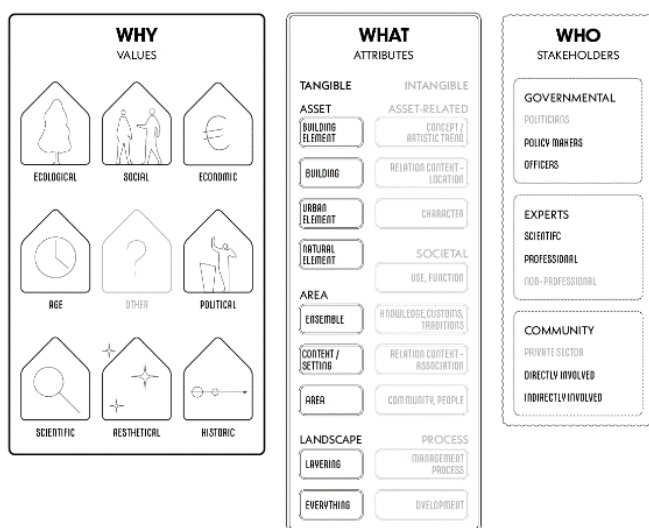 WHY
VALUES
ECOLOGICAL
SOCIAL
ECONOMIC
AGE
OTHER
POLITICAL
SCIENTIFIC
AESTHETICAL
HISTORIC
WHAT
ATTRIBUTES
TANGIBLE
INTANGIBLE
ASSET
ASSET-RELATED
BUILDING
ELEMENT
CONCEPT /
ARTISTIC TREND
BUILDING
RELATION CONTEXT -
LOCATION
URBAN
ELEMENT
CHARACTER
NATURAL
ELEMENT
SOCIETAL
USE, FUNCTION
AREA
ENSEMBLE
KNOWLEDGE, CUSTOMS,
TRADITIONS
CONTEXT /
SETTING
RELATION CONTEXT -
ASSOCIATION
AREA
COMMUNITY, PEOPLE
LANDSCAPE
PROCESS
LAYERING
MANAGEMENT
PROCESS
EVERYTHING
DVELOPMENT
WHO
STAKEHOLDERS
GOVERNMENTAL
POLITICIANS
POLICY MAKERS
OFFICERS
EXPERTS
SCIENTIFC
PROFESSIONAL
NON-PROFESSIONAL
COMMUNITY
PRIVATE SECTOR
DIRECTLY INVOLVED
INDIRECTLY INVOLVED